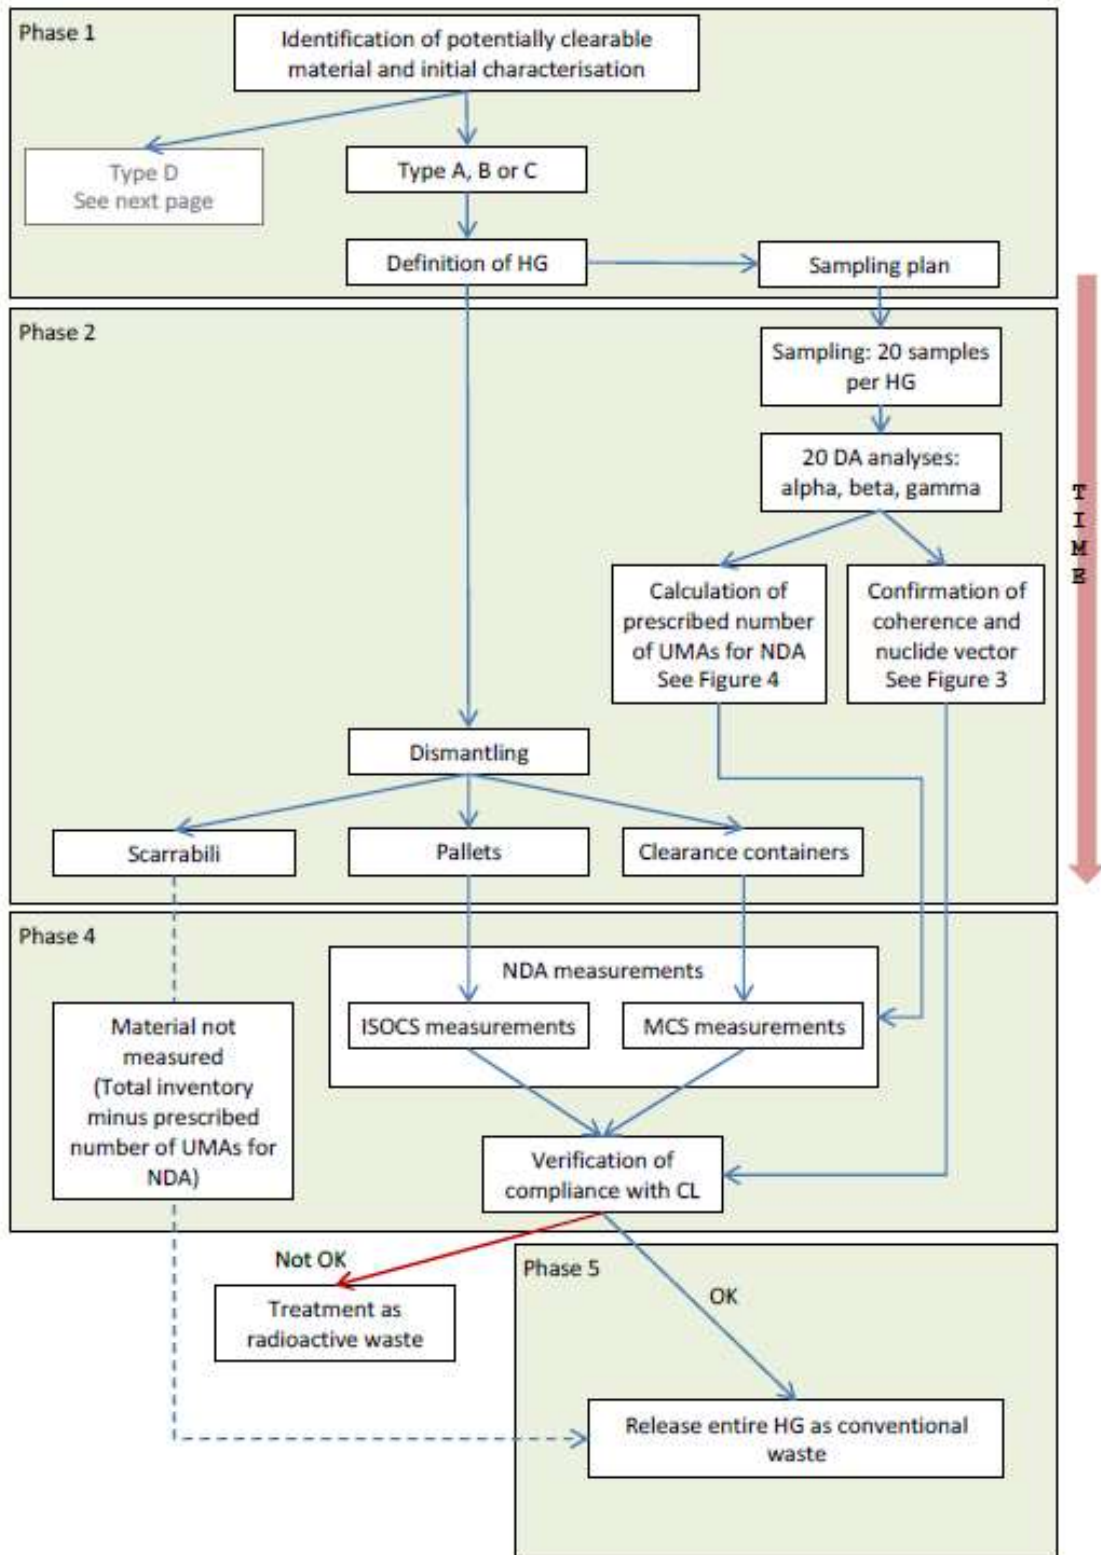 Phase 1
Identification of potentially clearable
material and initial characterisation
Type D
See next page
Type A, B or C
Definition of HG
Sampling plan
Phase 2
Sampling: 20 samples
per HG
20 DA analyses:
alpha, beta, gamma
TIME
Calculation of
prescribed number
of UMAs for NDA
See Figure 4
Confirmation of
coherence and
nuclide vector
See Figure 3
Dismantling
Scarrabili
Pallets
Clearance containers
Phase 4
NDA measurements
ISOCS measurements
MCS measurements
Material not
measured
(Total inventory
minus prescribed
number of UMAs for
NDA)
Verification of
compliance with CL
Not OK
Treatment as
radioactive waste
Phase 5
OK
Release entire HG as conventional
waste